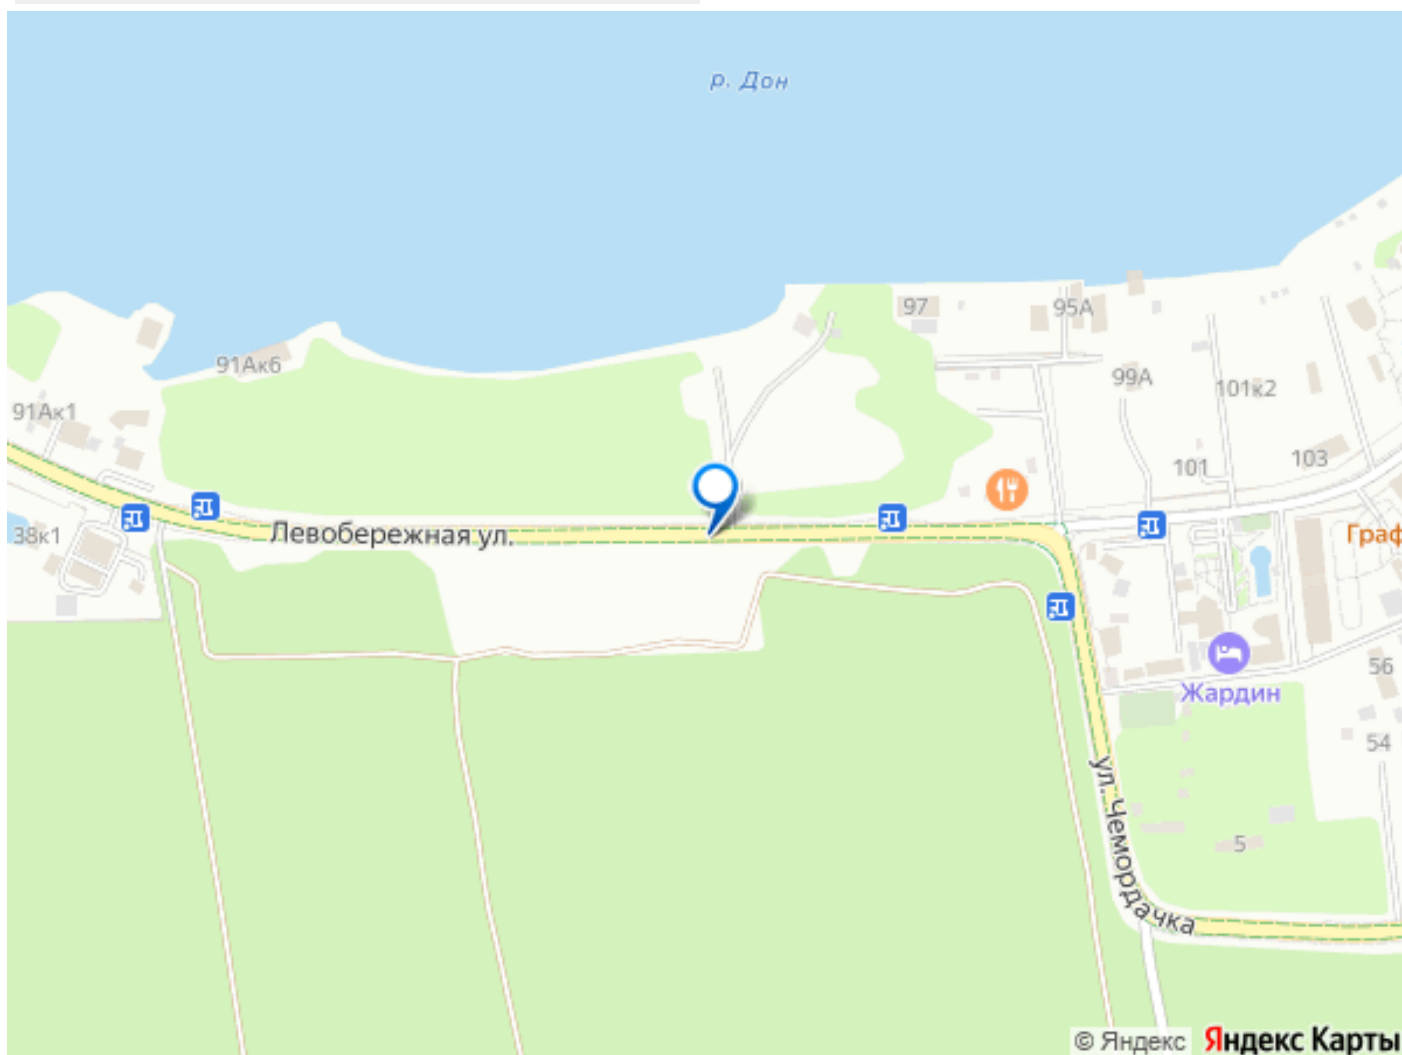 р. Дон
97
95А
91Ак6
99А
101к2
91Ак1
101
103
38к1
Левобережная ул.
Граф
56
Жардин
54
ул. Чемордачка
5
© Яндекс Яндекс Карты